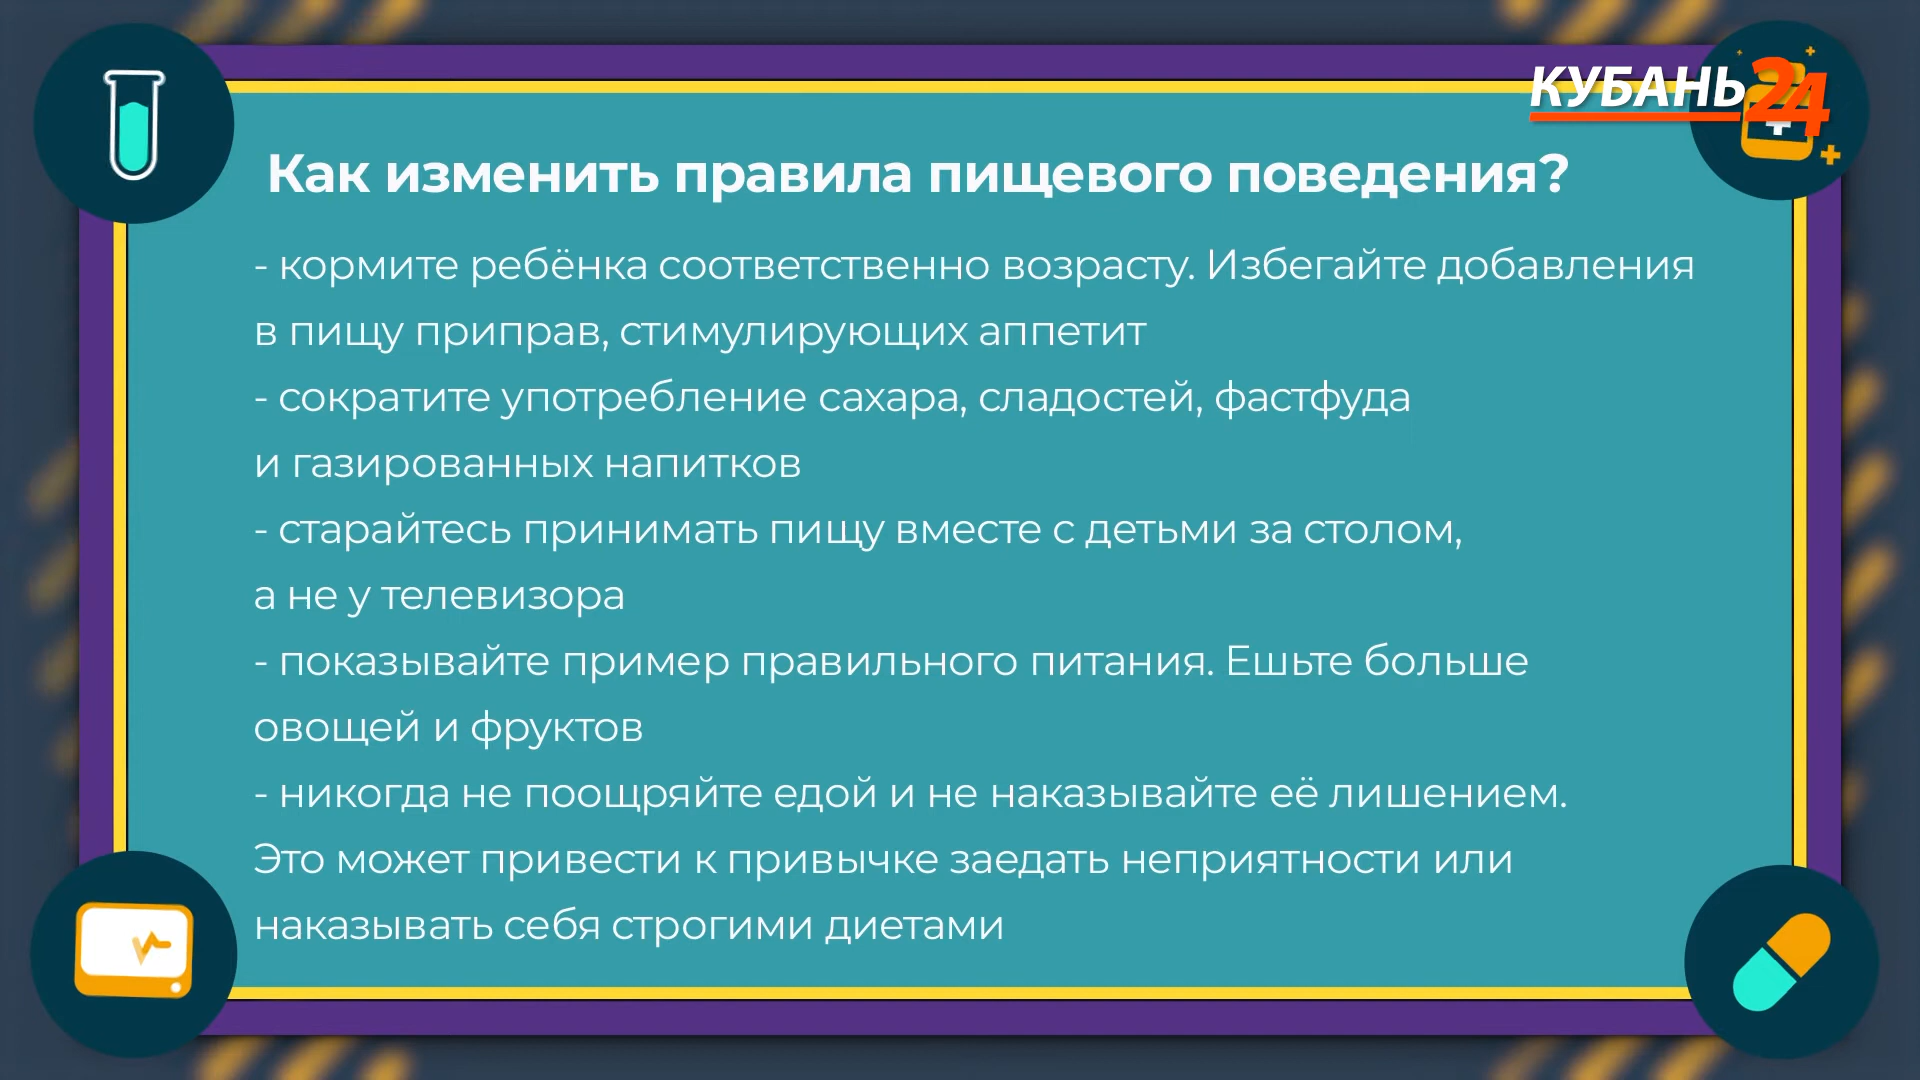 КУБАНЬ 24
Как изменить правила пищевого поведения?
- кормите ребёнка соответственно возрасту. Избегайте добавления
в пищу приправ, стимулирующих аппетит
- сократите употребление сахара, сладостей, фастфуда
и газированных напитков
- старайтесь принимать пищу вместе с детьми за столом,
а не у телевизора
- показывайте пример правильного питания. Ешьте больше
овощей и фруктов
- никогда не поощряйте едой и не наказывайте её лишением.
Это может привести к привычке заедать неприятности или
наказывать себя строгими диетами